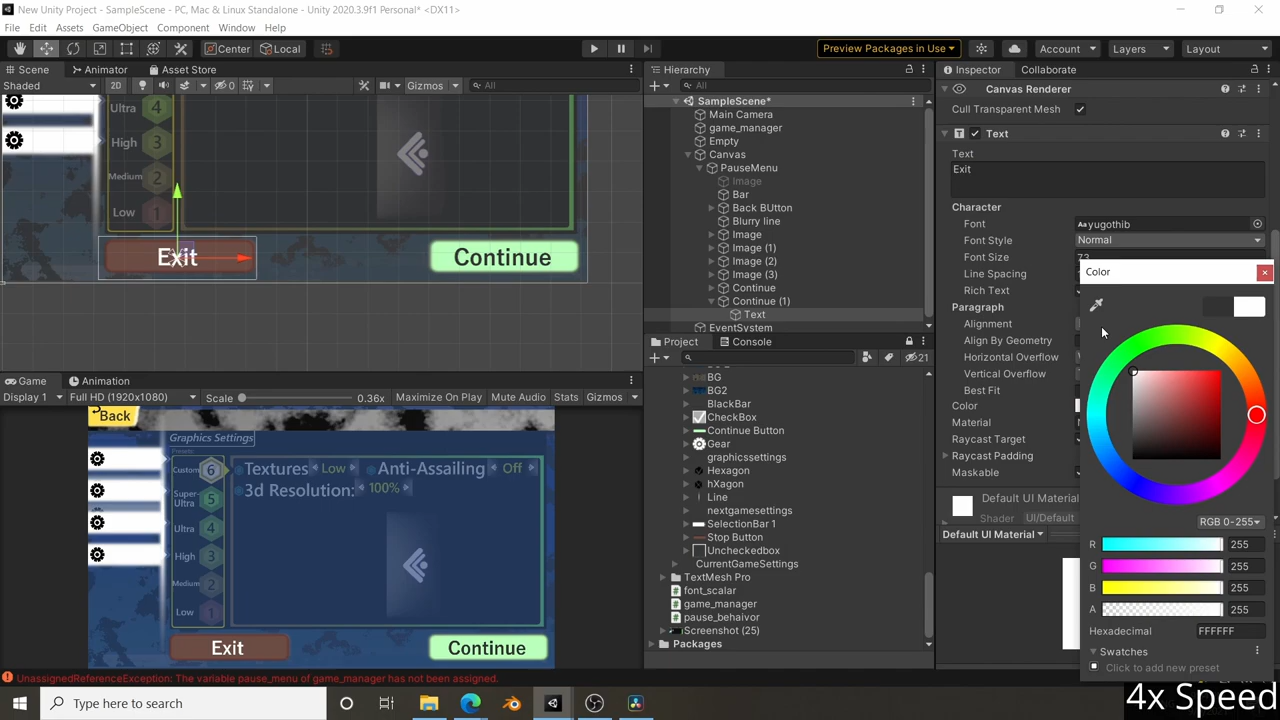 New Unity Project - SampleScene - PC, Mac & Linux Standalone - Unity 2020.3.9f1 Personal* <DX11>
File Edit Assets GameObject Component Window Help
Center Local Preview Packages in Use Account Layers Layout
Scene Animator Asset Store
Shaded 2D 0 Gizmos All
Ultra 4
High 3
Medium 2
Low 1
Exit Continue
Game Animation
Display 1 Full HD (1920x1080) Scale 0.36x Maximize On Play Mute Audio Stats Gizmos
Back
Graphics Settings
Presets:
Custom 6 Textures Low Anti-Assailing Off
Super-Ultra 5 3d Resolution: 100%
Ultra 4
High 3
Medium 2
Low 1
Exit Continue
Hierarchy
All
SampleScene*
Main Camera
game_manager
Empty
Canvas
PauseMenu
Image
Bar
Back BUtton
Blurry line
Image
Image (1)
Image (2)
Image (3)
Continue
Continue (1)
Text
EventSystem
Project Console
21
BG
BG2
BlackBar
CheckBox
Continue Button
Gear
graphicssettings
Hexagon
hXagon
Line
nextgamesettings
SelectionBar 1
Stop Button
Uncheckedbox
CurrentGameSettings
TextMesh Pro
font_scalar
game_manager
pause_behaivor
Screenshot (25)
Packages
Inspector Collaborate
Canvas Renderer
Cull Transparent Mesh
Text
Text
Exit
Character
Font yugothib
Font Style Normal
Font Size 73
Line Spacing
Rich Text
Paragraph
Alignment
Align By Geometry
Horizontal Overflow
Vertical Overflow
Best Fit
Color
Material
Raycast Target
Raycast Padding
Maskable
Default UI Material
Shader UI/Default
Default UI Material
Color
RGB 0-255
R 255
G 255
B 255
A 255
Hexadecimal FFFFFF
Swatches
Click to add new preset
UnassignedReferenceException: The variable pause_menu of game_manager has not been assigned.
Type here to search
4x Speed